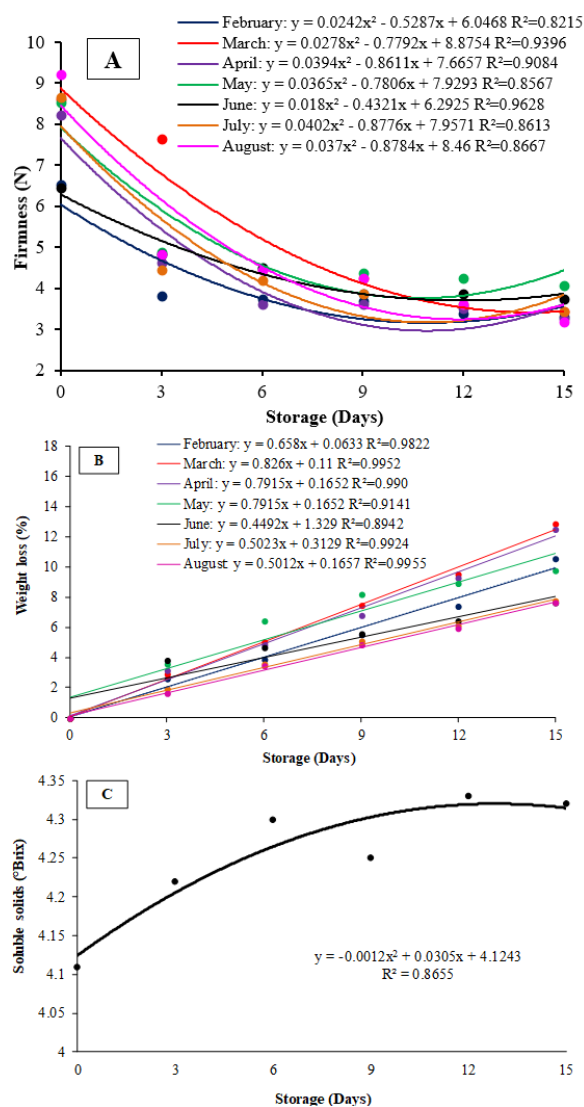 A
February: y = 0.0242x² - 0.5287x + 6.0468 R²=0.8215
March: y = 0.0278x² - 0.7792x + 8.8754 R²=0.9396
April: y = 0.0394x² - 0.8611x + 7.6657 R²=0.9084
May: y = 0.0365x² - 0.7806x + 7.9293 R²=0.8567
June: y = 0.018x² - 0.4321x + 6.2925 R²=0.9628
July: y = 0.0402x² - 0.8776x + 7.9571 R²=0.8613
August: y = 0.037x² - 0.8784x + 8.46 R²=0.8667
Firmness (N)
10
9
8
7
6
5
4
3
2
0 3 6 9 12 15
Storage (Days)
B
February: y = 0.658x + 0.0633 R²=0.9822
March: y = 0.826x + 0.11 R²=0.9952
April: y = 0.7915x + 0.1652 R²=0.990
May: y = 0.7915x + 0.1652 R²=0.9141
June: y = 0.4492x + 1.329 R²=0.8942
July: y = 0.5023x + 0.3129 R²=0.9924
August y = 0.5012x + 0.1657 R²=0.9955
Weight loss (%)
18
16
14
12
10
8
6
4
2
0
0 3 6 9 12 15
Storage (Days)
C
Soluble solids (°Brix)
4.35
4.3
4.25
4.2
4.15
4.1
4.05
4
y = -0.0012x² + 0.0305x + 4.1243
R² = 0.8655
0 3 6 9 12 15
Storage (Days)